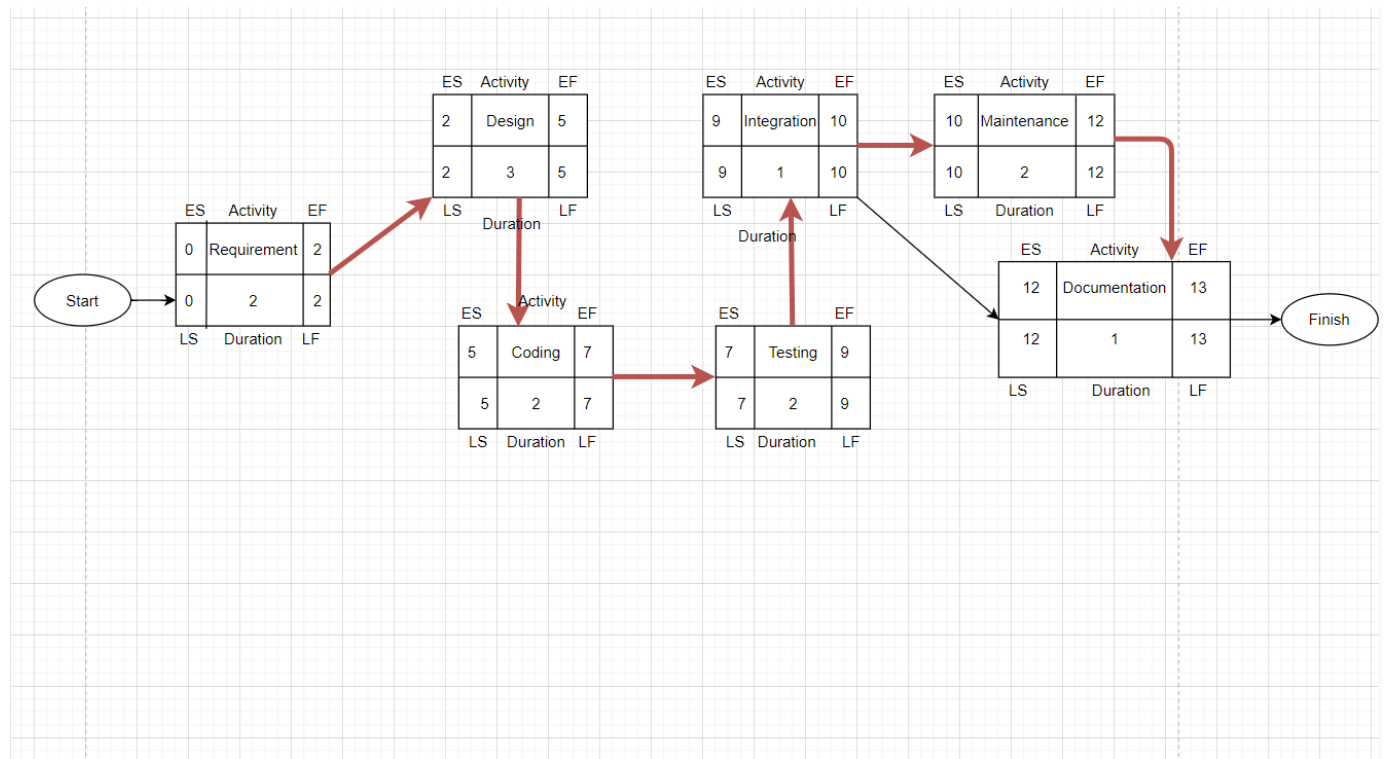 Start
ES Activity EF
0 Requirement 2
0 2 2
LS Duration LF
ES Activity EF
2 Design 5
2 3 5
LS Duration LF
Activity
ES EF
5 Coding 7
5 2 7
LS Duration LF
ES EF
7 Testing 9
7 2 9
LS Duration LF
ES Activity EF
9 Integration 10
9 1 10
LS Duration LF
ES Activity EF
10 Maintenance 12
10 2 12
LS Duration LF
ES Activity EF
12 Documentation 13
12 1 13
LS Duration LF
Finish